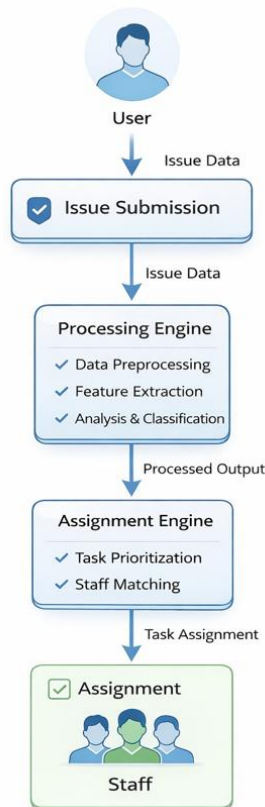 User
Issue Data
Issue Submission
Issue Data
Processing Engine
Data Preprocessing
Feature Extraction
Analysis & Classification
Processed Output
Assignment Engine
Task Prioritization
Staff Matching
Task Assignment
Assignment
Staff